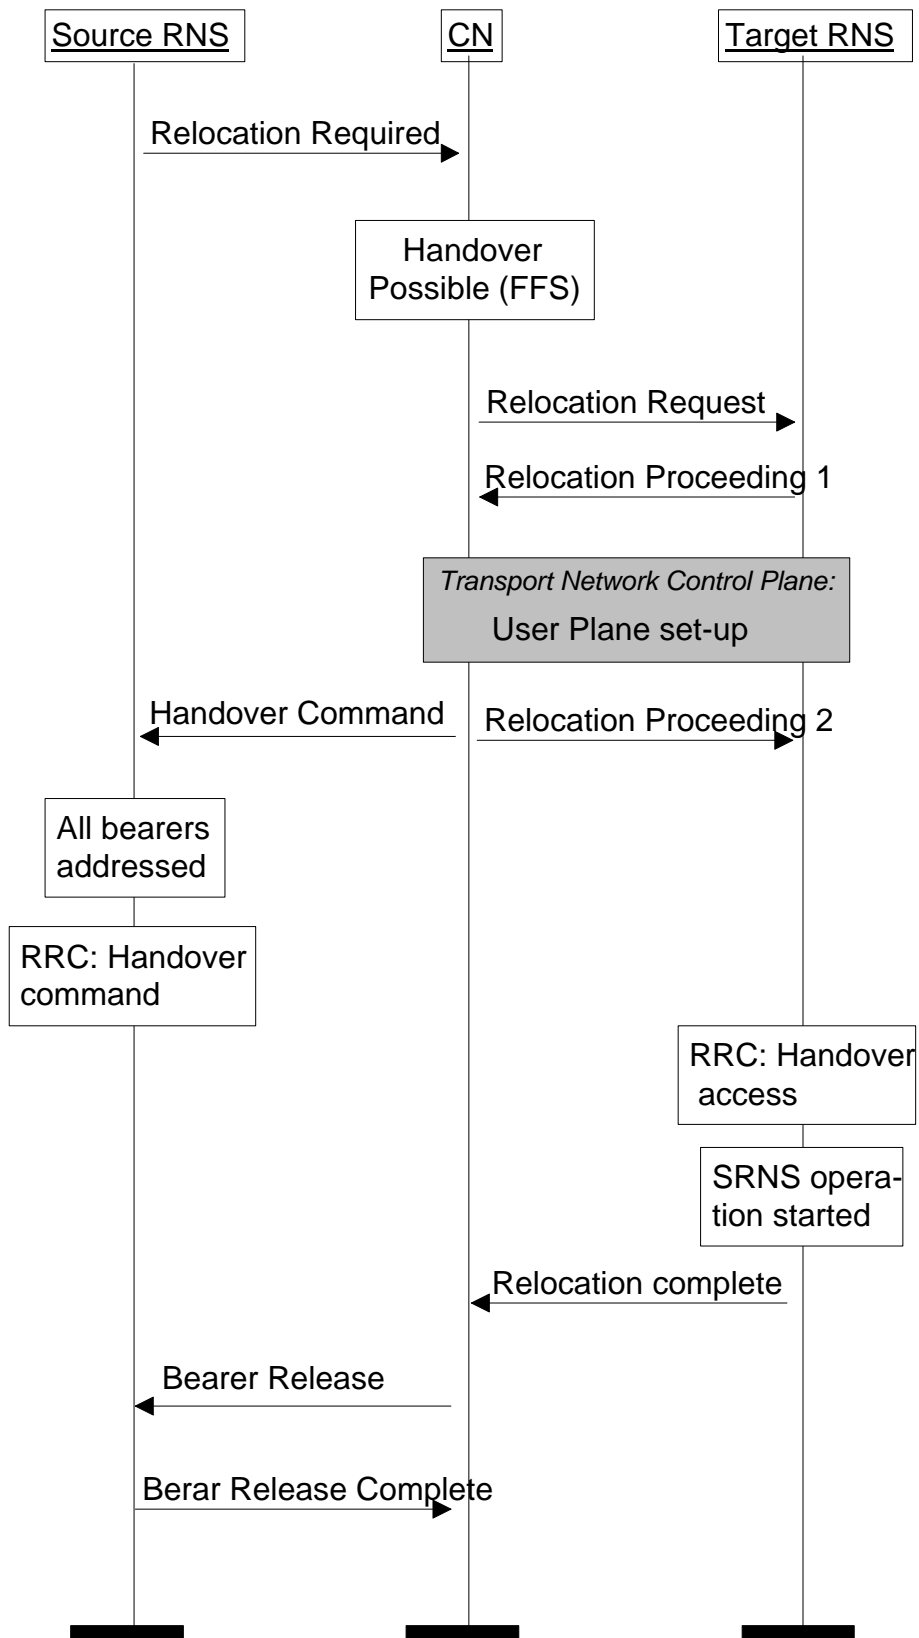 Source RNS
CN
Target RNS
Relocation Required
Handover
Possible (FFS)
Relocation Request
Relocation Proceeding 1
Transport Network Control Plane:
User Plane set-up
Handover Command
Relocation Proceeding 2
All bearers
addressed
RRC: Handover
command
RRC: Handover
access
SRNS opera-
tion started
Relocation complete
Bearer Release
Berar Release Complete